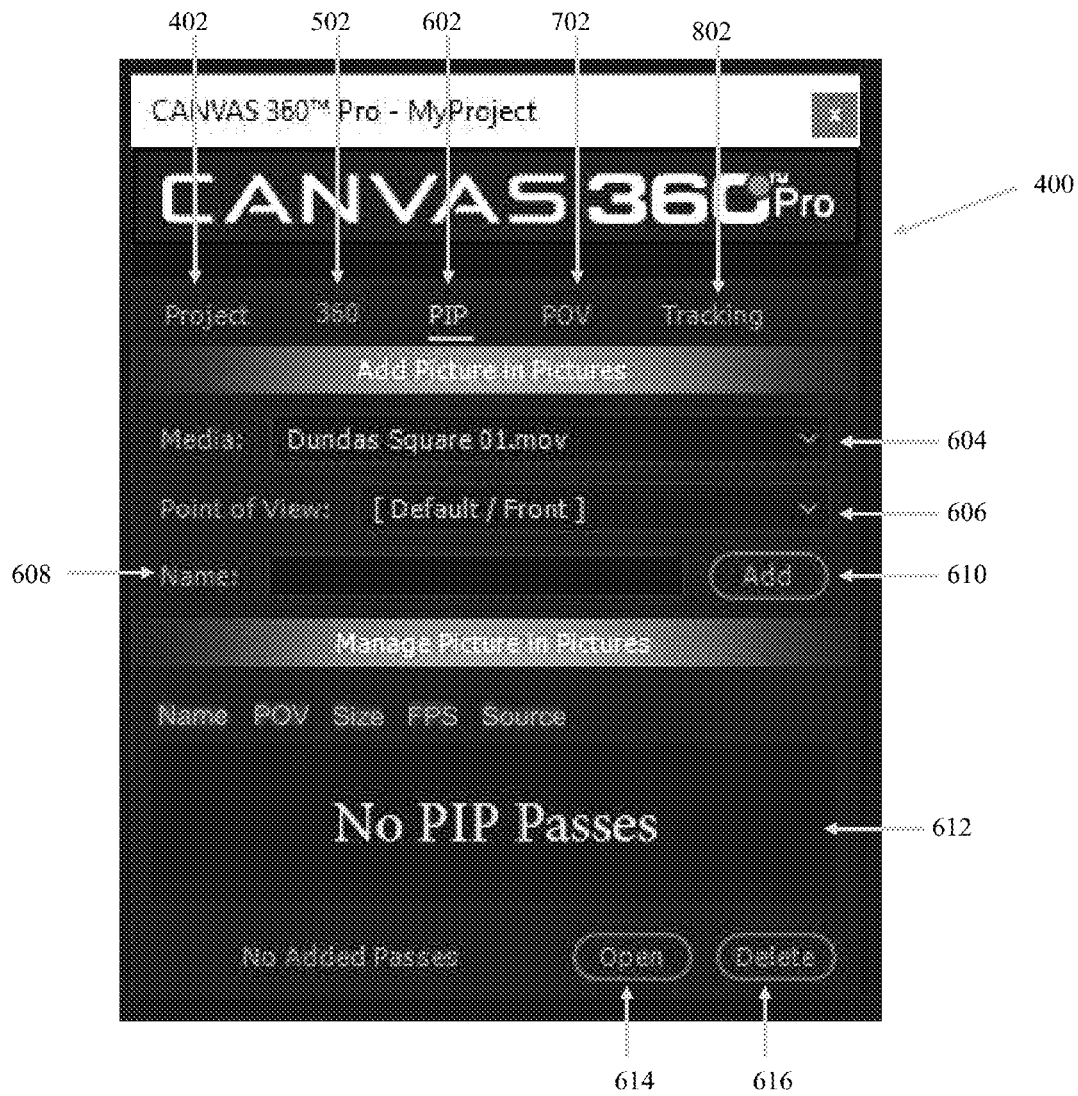 402 502 602 702 802
CANVAS 360™ Pro - MyProject x
CANVAS 360™ Pro
400
Project 360 PIP POV Tracking
Add Picture in Pictures
Media: Dundas Square 01.mov 604
Point of View: [ Default / Front ] 606
608 Name: Add 610
Manage Picture in Pictures
Name POV Size FPS Source
No PIP Passes
612
No Added Passes Open Delete
614 616